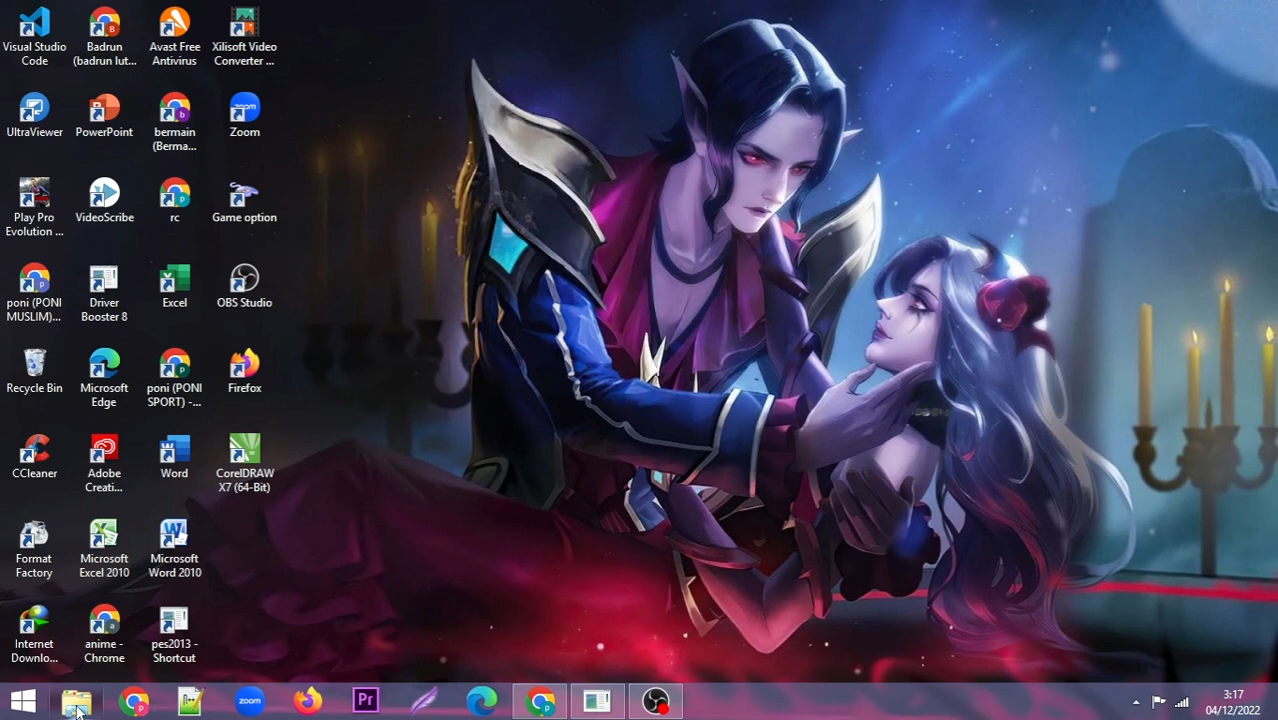 Visual Studio
Code
Badrun
(badrun lut...
Avast Free
Antivirus
Xilisoft Video
Converter ...
UltraViewer
PowerPoint
bermain
(Berma...
Zoom
Play Pro
Evolution ...
VideoScribe
rc
Game option
poni (PONI
MUSLIM)...
Driver
Booster 8
Excel
OBS Studio
Recycle Bin
Microsoft
Edge
poni (PONI
SPORT) -...
Firefox
CCleaner
Adobe
Creati...
Word
CorelDRAW
X7 (64-Bit)
Format
Factory
Microsoft
Excel 2010
Microsoft
Word 2010
Internet
Downlo...
anime -
Chrome
pes2013 -
Shortcut
zoom
Pr
3:17
04/12/2022